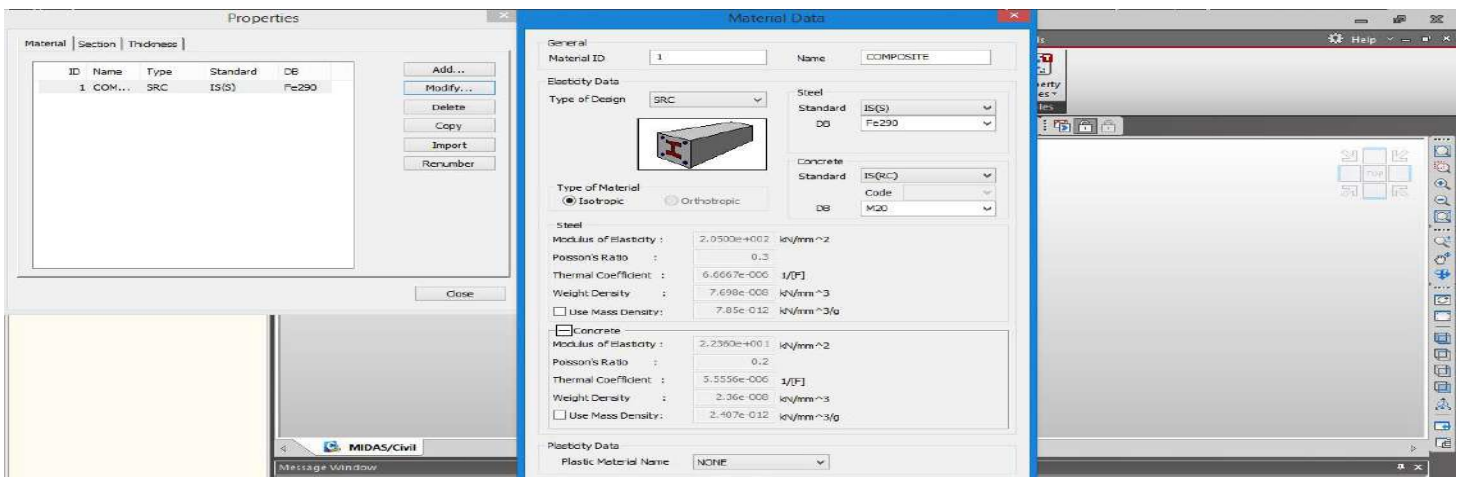 Properties
Material Section Thickness
ID Name Type Standard DB
1 COM... SRC IS(S) Fe290
Add...
Modify...
Delete
Copy
Import
Renumber
Close
Material Data
General
Material ID 1 Name COMPOSITE
Elasticity Data
Type of Design SRC
Steel
Standard IS(S)
DB Fe290
Concrete
Standard IS(RC)
Code
DB M20
Type of Material
Isotropic Orthotropic
Steel
Modulus of Elasticity : 2.0500e+002 kN/mm^2
Poisson's Ratio : 0.3
Thermal Coefficient : 6.6667e-006 1/[F]
Weight Density : 7.698e-008 kN/mm^3
Use Mass Density: 7.85e-012 kN/mm^3/g
Concrete
Modulus of Elasticity : 2.2360e+001 kN/mm^2
Poisson's Ratio : 0.2
Thermal Coefficient : 5.5556e-006 1/[F]
Weight Density : 2.36e-008 kN/mm^3
Use Mass Density: 2.407e-012 kN/mm^3/g
Plasticity Data
Plastic Material Name NONE
Help
erty
es
les
TOP
MIDAS/Civil
Message Window